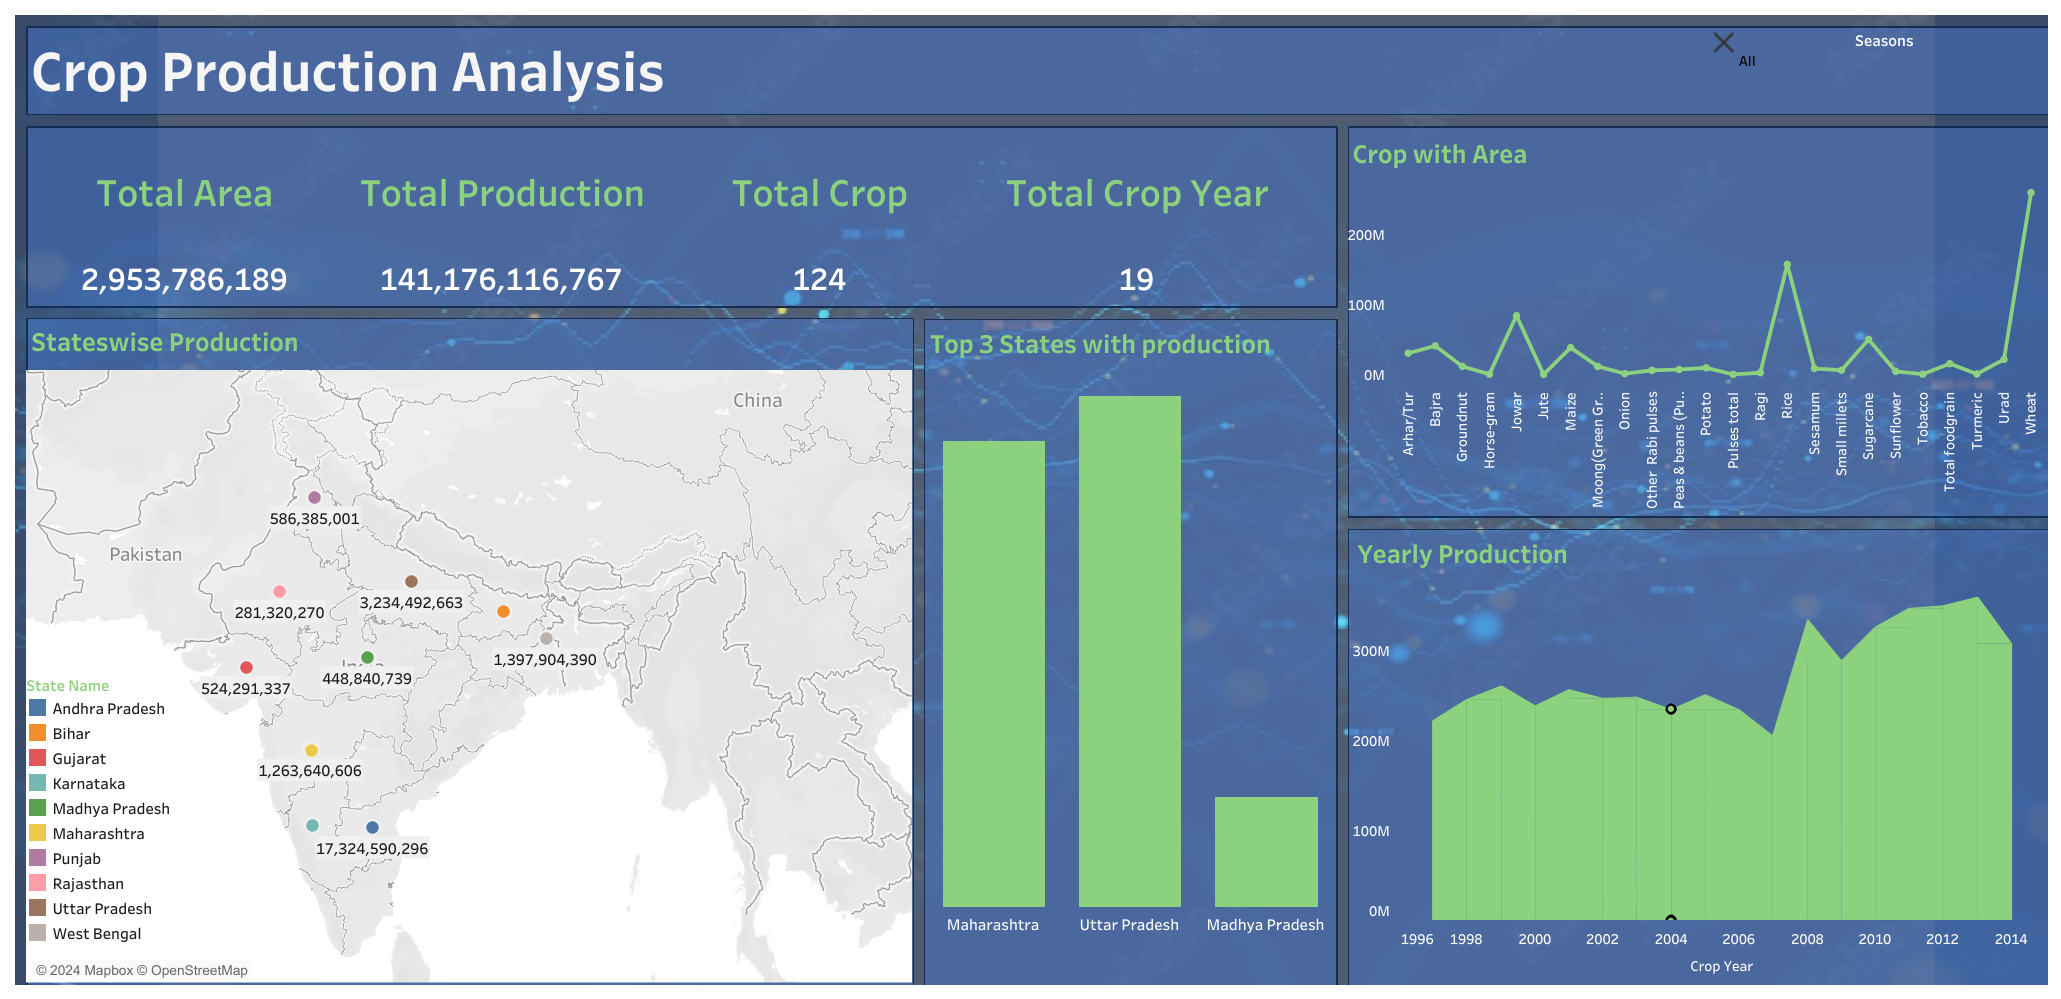 Crop Production Analysis
All
Seasons
Total Area
Total Production
Total Crop
Total Crop Year
2,953,786,189
141,176,116,767
124
19
Crop with Area
200M
100M
0M
Arhar/Tur
Bajra
Groundnut
Horse-gram
Jowar
Jute
Maize
Moong(Green Gr..
Onion
Other Rabi pulses
Peas & beans (Pu..
Potato
Pulses total
Ragi
Rice
Sesamum
Small millets
Sugarcane
Sunflower
Tobacco
Total foodgrain
Turmeric
Urad
Wheat
Stateswise Production
China
Pakistan
India
586,385,001
281,320,270
3,234,492,663
1,397,904,390
524,291,337
448,840,739
1,263,640,606
17,324,590,296
State Name
Andhra Pradesh
Bihar
Gujarat
Karnataka
Madhya Pradesh
Maharashtra
Punjab
Rajasthan
Uttar Pradesh
West Bengal
© 2024 Mapbox © OpenStreetMap
Top 3 States with production
Maharashtra
Uttar Pradesh
Madhya Pradesh
Yearly Production
300M
200M
100M
0M
1996
1998
2000
2002
2004
2006
2008
2010
2012
2014
Crop Year
Adobe Stock